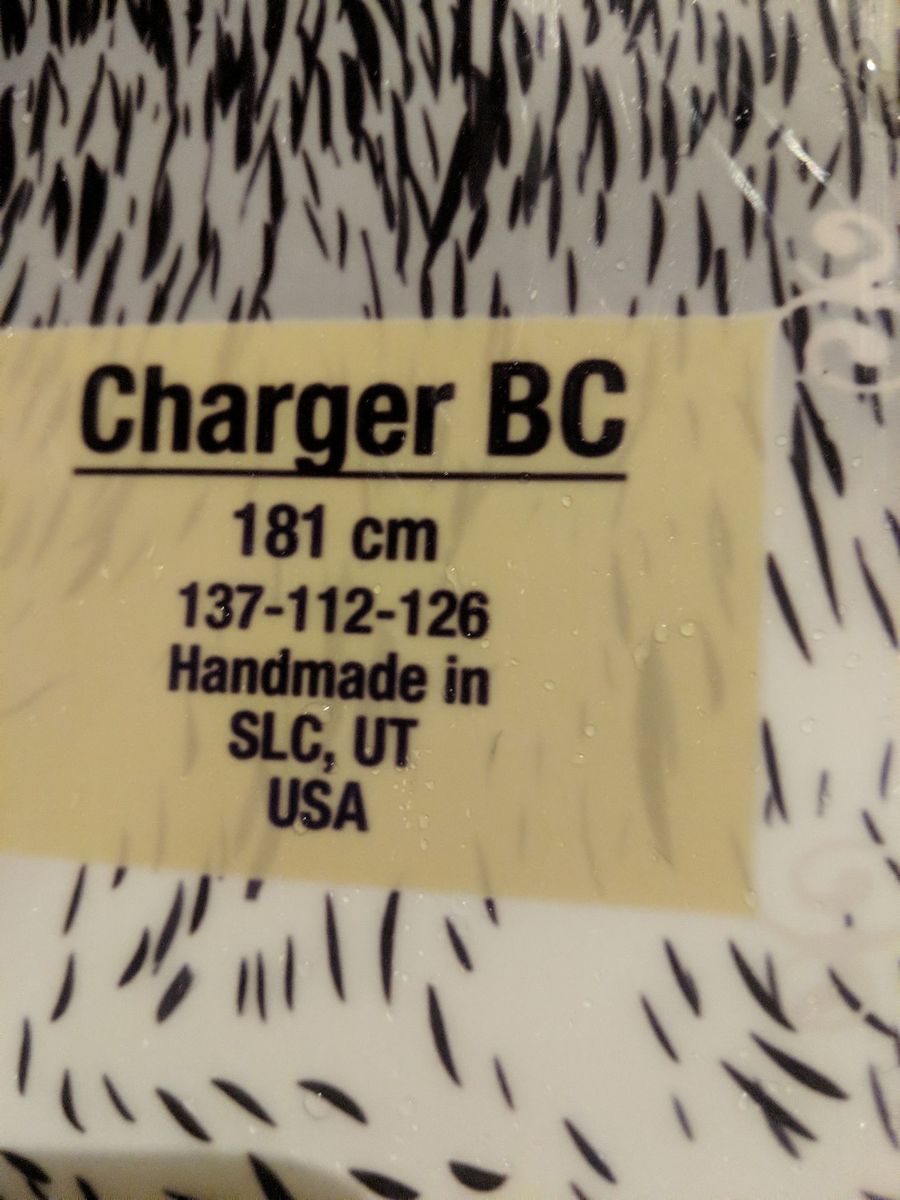 Charger BC
181 cm
137-112-126
Handmade in
SLC, UT
USA